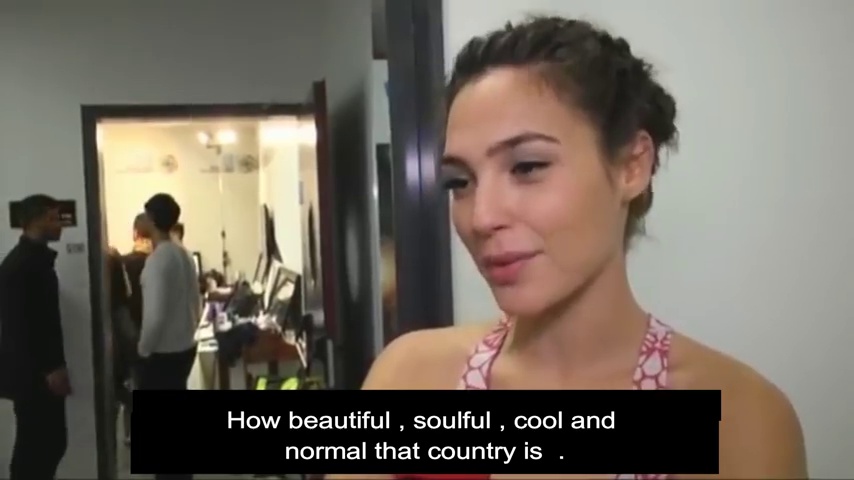 How beautiful , soulful , cool and
normal that country is  .